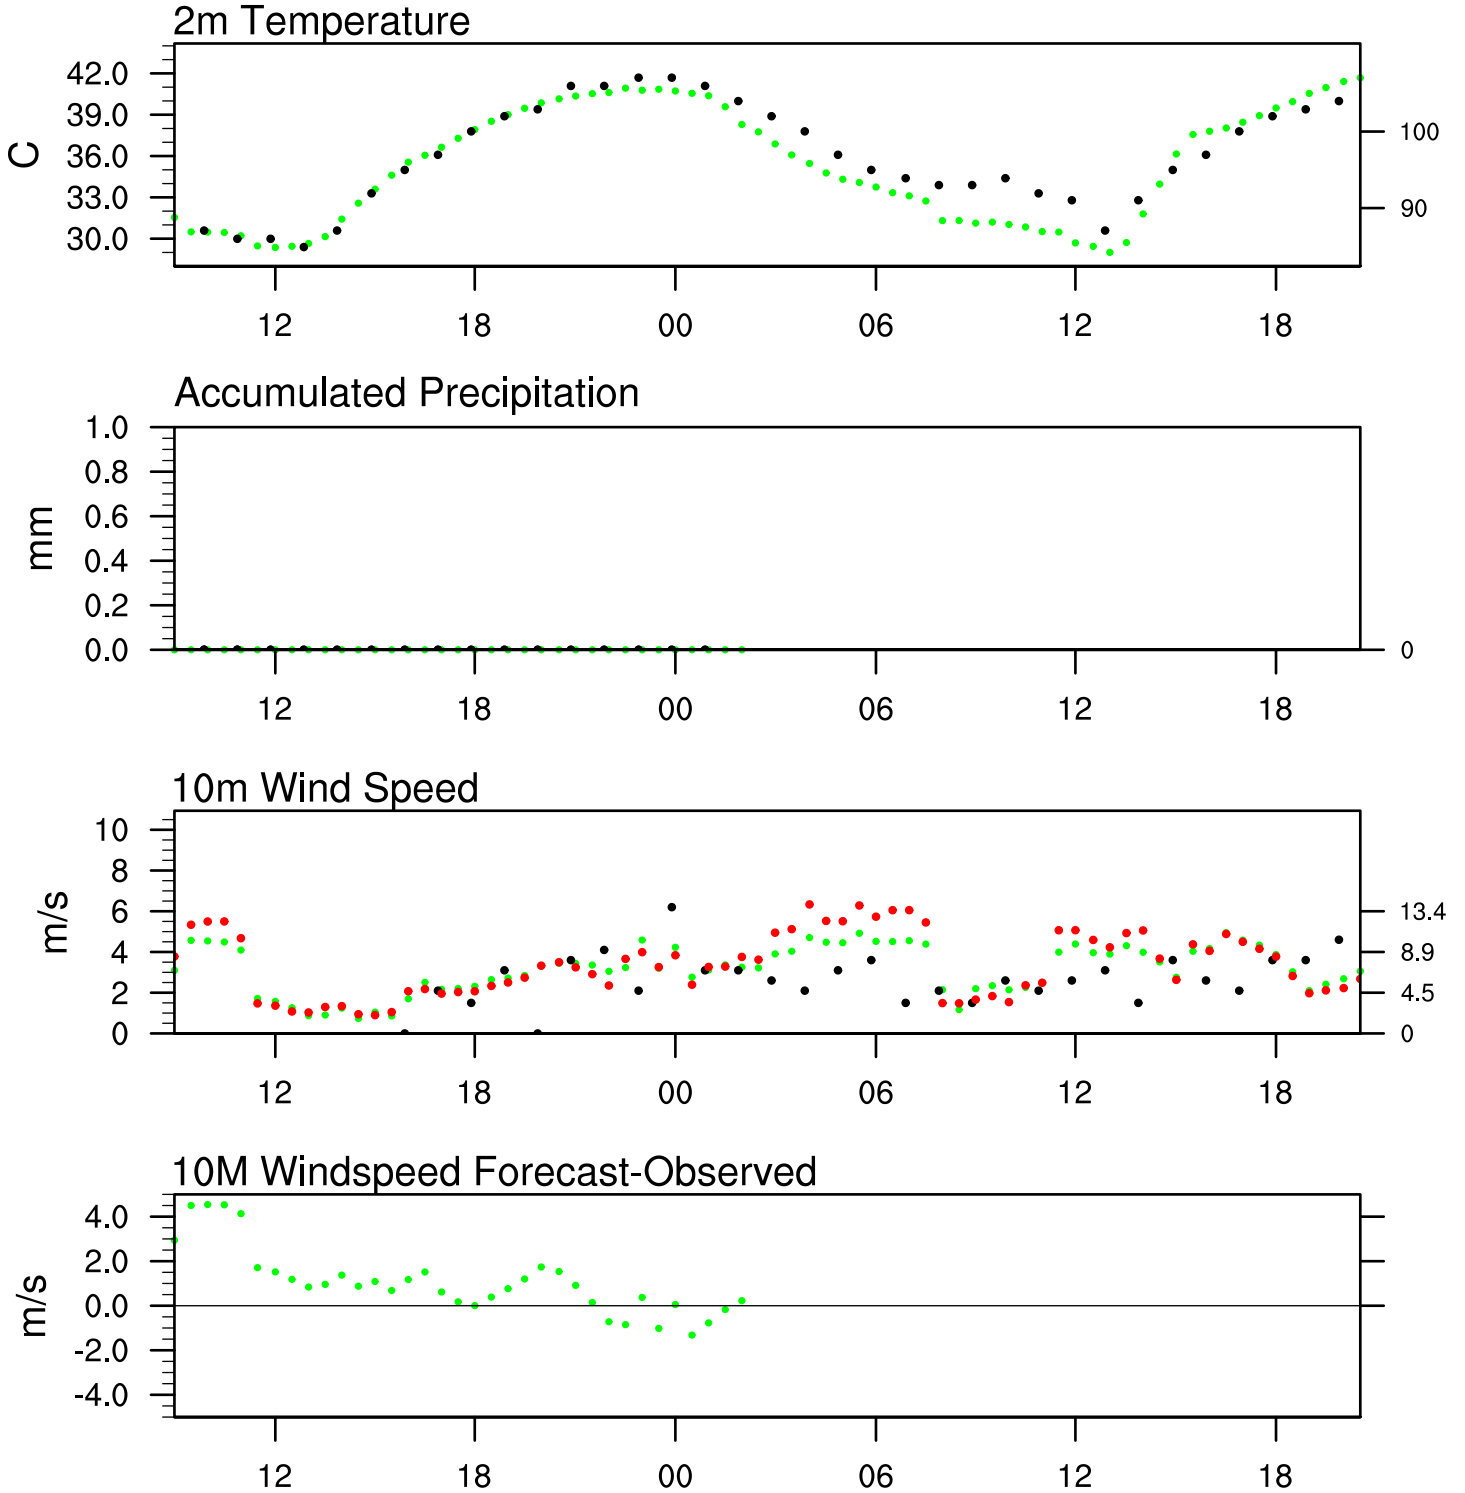 2m Temperature
42.0
39.0
36.0
33.0
30.0
C
100
90
12 18 00 06 12 18
Accumulated Precipitation
1.0
0.8
0.6
0.4
0.2
0.0
mm
0
12 18 00 06 12 18
10m Wind Speed
10
8
6
4
2
0
m/s
13.4
8.9
4.5
0
12 18 00 06 12 18
10M Windspeed Forecast-Observed
4.0
2.0
0.0
-2.0
-4.0
m/s
12 18 00 06 12 18